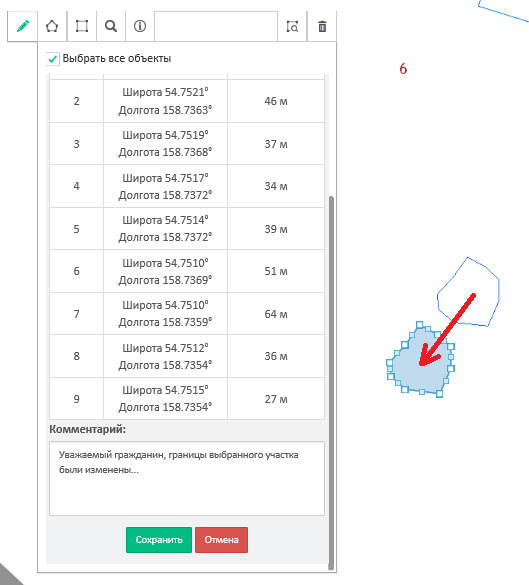 Выбрать все объекты
2 Широта 54.7521° Долгота 158.7363° 46 м
3 Широта 54.7519° Долгота 158.7368° 37 м
4 Широта 54.7517° Долгота 158.7372° 34 м
5 Широта 54.7514° Долгота 158.7372° 39 м
6 Широта 54.7510° Долгота 158.7369° 51 м
7 Широта 54.7510° Долгота 158.7359° 64 м
8 Широта 54.7512° Долгота 158.7354° 36 м
9 Широта 54.7515° Долгота 158.7354° 27 м
Комментарий:
Уважаемый гражданин, границы выбранного участка
были изменены...
Сохранить Отмена
6